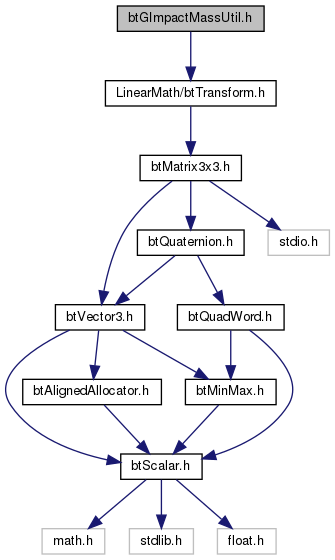 btGImpactMassUtil.h
LinearMath/btTransform.h
btMatrix3x3.h
btQuaternion.h
stdio.h
btVector3.h
btQuadWord.h
btAlignedAllocator.h
btMinMax.h
btScalar.h
math.h
stdlib.h
float.h